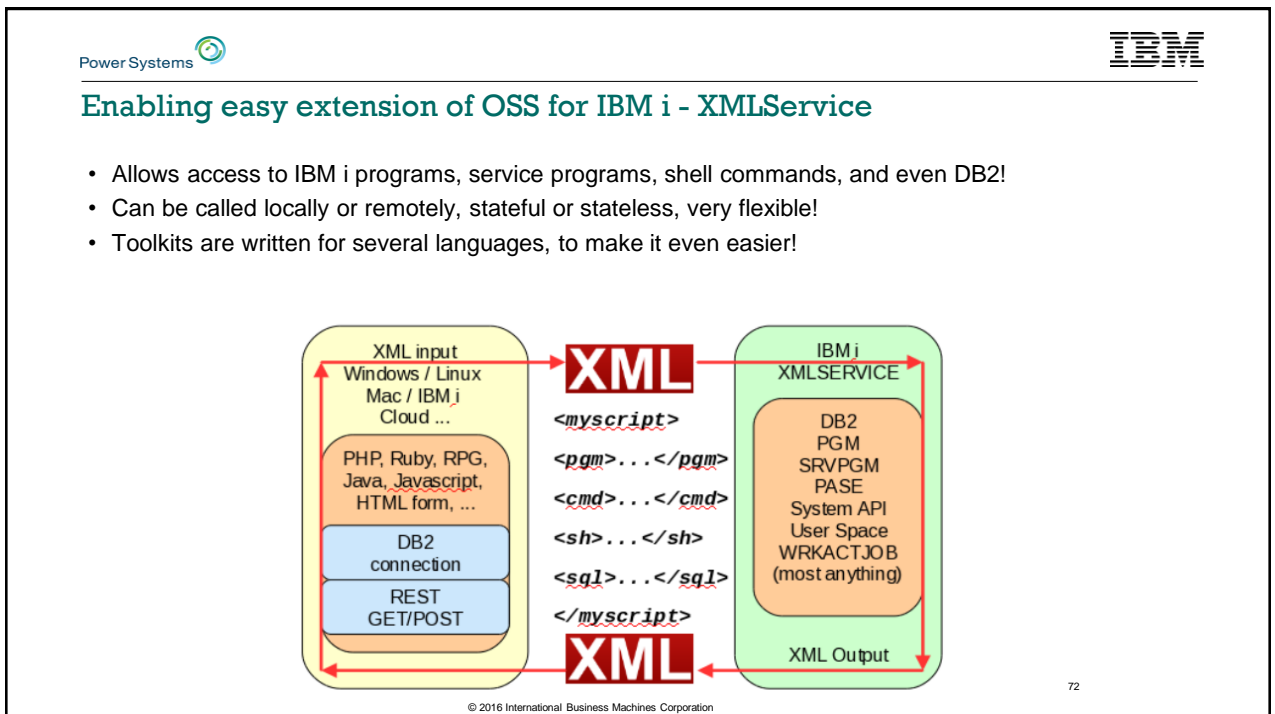 Power Systems
IBM
Enabling easy extension of OSS for IBM i - XMLService
• Allows access to IBM i programs, service programs, shell commands, and even DB2!
• Can be called locally or remotely, stateful or stateless, very flexible!
• Toolkits are written for several languages, to make it even easier!
XML input
Windows / Linux
Mac / IBM i
Cloud ...
PHP, Ruby, RPG,
Java, Javascript,
HTML form, ...
DB2
connection
REST
GET/POST
XML
<myscript>
<pgm>...</pgm>
<cmd>...</cmd>
<sh>...</sh>
<sql>...</sql>
</myscript>
XML
IBM i
XMLSERVICE
DB2
PGM
SRVPGM
PASE
System API
User Space
WRKACTJOB
(most anything)
XML Output
72
© 2016 International Business Machines Corporation